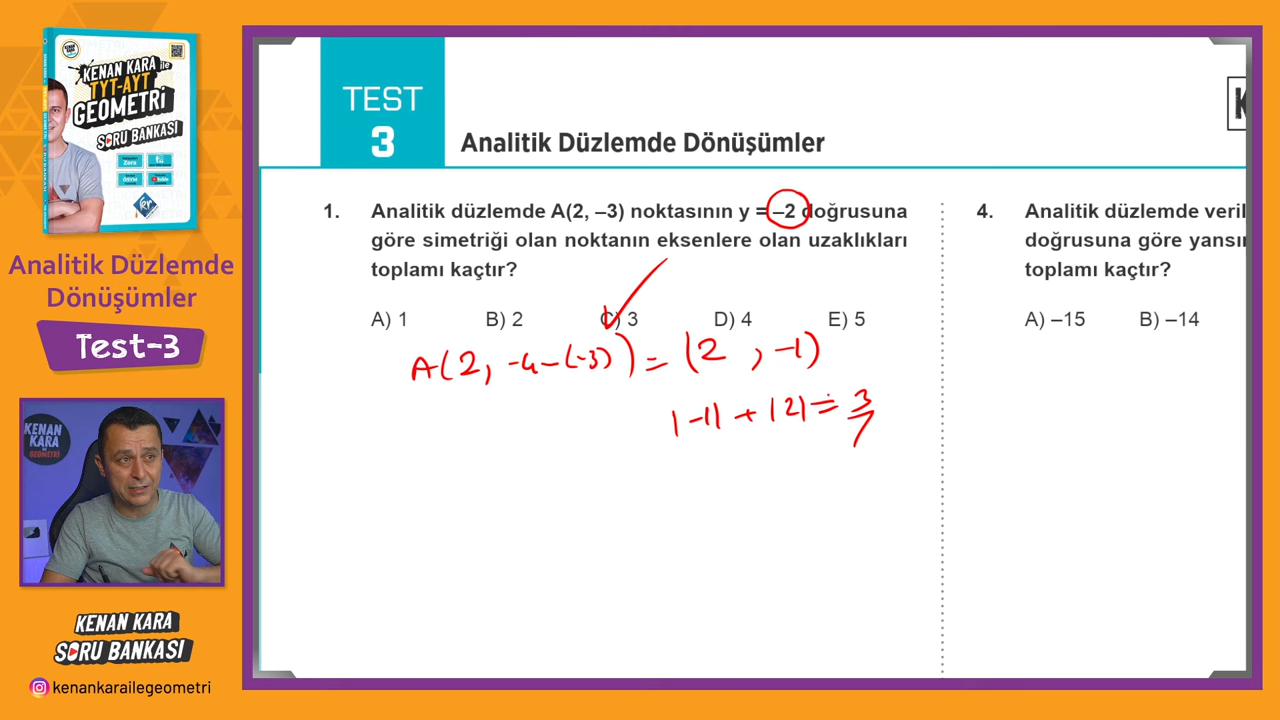 KENAN KARA ile
TYT-AYT
GEOMETRİ
SORU BANKASI
Analitik Düzlemde
Dönüşümler
Test-3
KENAN
KARA
GEOMETRİ
KENAN KARA
SORU BANKASI
kenankarailegeometri
TEST
3
Analitik Düzlemde Dönüşümler
K
1. Analitik düzlemde A(2, –3) noktasının y = –2 doğrusuna
göre simetriği olan noktanın eksenlere olan uzaklıkları
toplamı kaçtır?
A) 1 B) 2 C) 3 D) 4 E) 5
A(2, -4-(-3)) = (2, -1)
|-1| + |2| = 3
4. Analitik düzlemde veril
doğrusuna göre yansın
toplamı kaçtır?
A) –15 B) –14